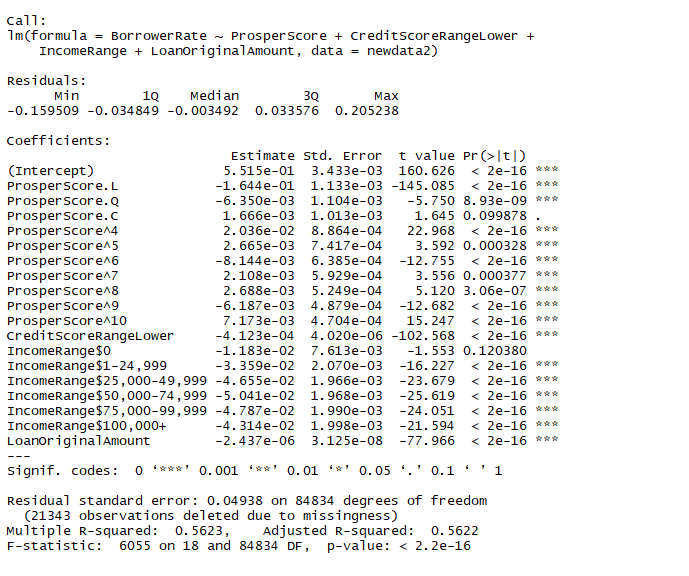 Call:
lm(formula = BorrowerRate ~ ProsperScore + CreditScoreRangeLower +
    IncomeRange + LoanOriginalAmount, data = newdata2)

Residuals:
      Min        1Q    Median        3Q       Max
-0.159509 -0.034849 -0.003492  0.033576  0.205238

Coefficients:
                            Estimate Std. Error  t value Pr(>|t|)
(Intercept)                5.515e-01  3.433e-03  160.626  < 2e-16 ***
ProsperScore.L            -1.644e-01  1.133e-03 -145.085  < 2e-16 ***
ProsperScore.Q            -6.350e-03  1.104e-03   -5.750 8.93e-09 ***
ProsperScore.C             1.666e-03  1.013e-03    1.645 0.099878 .
ProsperScore^4             2.036e-02  8.864e-04   22.968  < 2e-16 ***
ProsperScore^5             2.665e-03  7.417e-04    3.592 0.000328 ***
ProsperScore^6            -8.144e-03  6.385e-04  -12.755  < 2e-16 ***
ProsperScore^7             2.108e-03  5.929e-04    3.556 0.000377 ***
ProsperScore^8             2.688e-03  5.249e-04    5.120 3.06e-07 ***
ProsperScore^9            -6.187e-03  4.879e-04  -12.682  < 2e-16 ***
ProsperScore^10            7.173e-03  4.704e-04   15.247  < 2e-16 ***
CreditScoreRangeLower     -4.123e-04  4.020e-06 -102.568  < 2e-16 ***
IncomeRange$0             -1.183e-02  7.613e-03   -1.553 0.120380
IncomeRange$1-24,999      -3.359e-02  2.070e-03  -16.227  < 2e-16 ***
IncomeRange$25,000-49,999 -4.655e-02  1.966e-03  -23.679  < 2e-16 ***
IncomeRange$50,000-74,999 -5.041e-02  1.968e-03  -25.619  < 2e-16 ***
IncomeRange$75,000-99,999 -4.787e-02  1.990e-03  -24.051  < 2e-16 ***
IncomeRange$100,000+      -4.314e-02  1.998e-03  -21.594  < 2e-16 ***
LoanOriginalAmount        -2.437e-06  3.125e-08  -77.966  < 2e-16 ***
---
Signif. codes:  0 ‘***’ 0.001 ‘**’ 0.01 ‘*’ 0.05 ‘.’ 0.1 ‘ ’ 1

Residual standard error: 0.04938 on 84834 degrees of freedom
  (21343 observations deleted due to missingness)
Multiple R-squared:  0.5623,    Adjusted R-squared:  0.5622
F-statistic:  6055 on 18 and 84834 DF,  p-value: < 2.2e-16